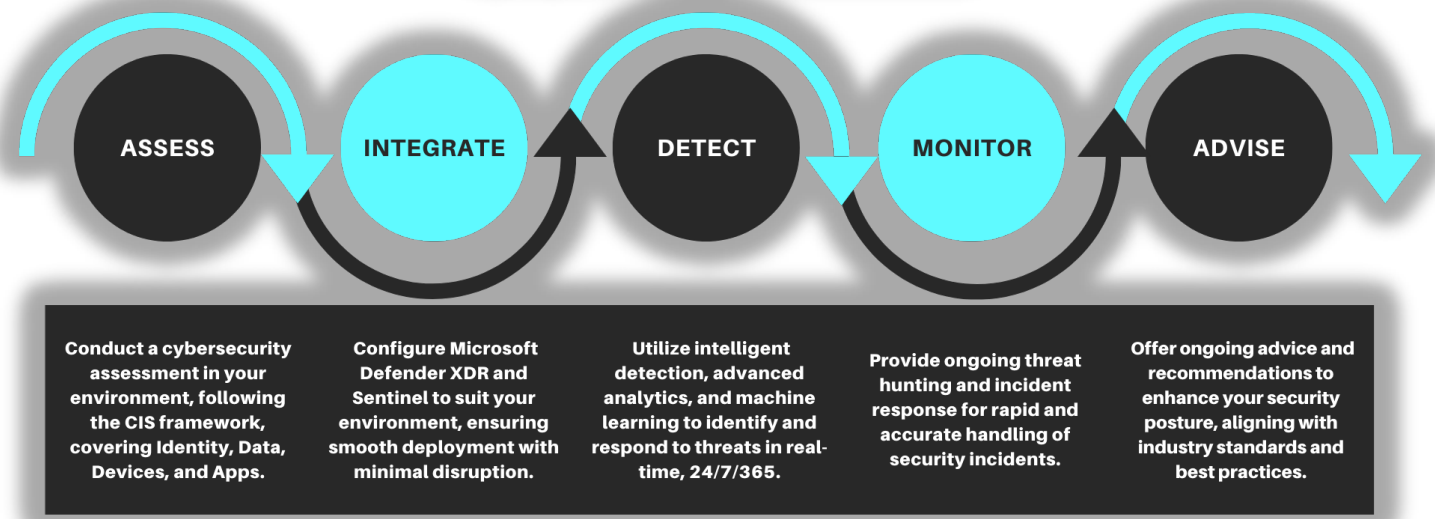 ASSESS
INTEGRATE
DETECT
MONITOR
ADVISE
Conduct a cybersecurity
assessment in your
environment, following
the CIS framework,
covering Identity, Data,
Devices, and Apps.
Configure Microsoft
Defender XDR and
Sentinel to suit your
environment, ensuring
smooth deployment with
minimal disruption.
Utilize intelligent
detection, advanced
analytics, and machine
learning to identify and
respond to threats in real-
time, 24/7/365.
Provide ongoing threat
hunting and incident
response for rapid and
accurate handling of
security incidents.
Offer ongoing advice and
recommendations to
enhance your security
posture, aligning with
industry standards and
best practices.